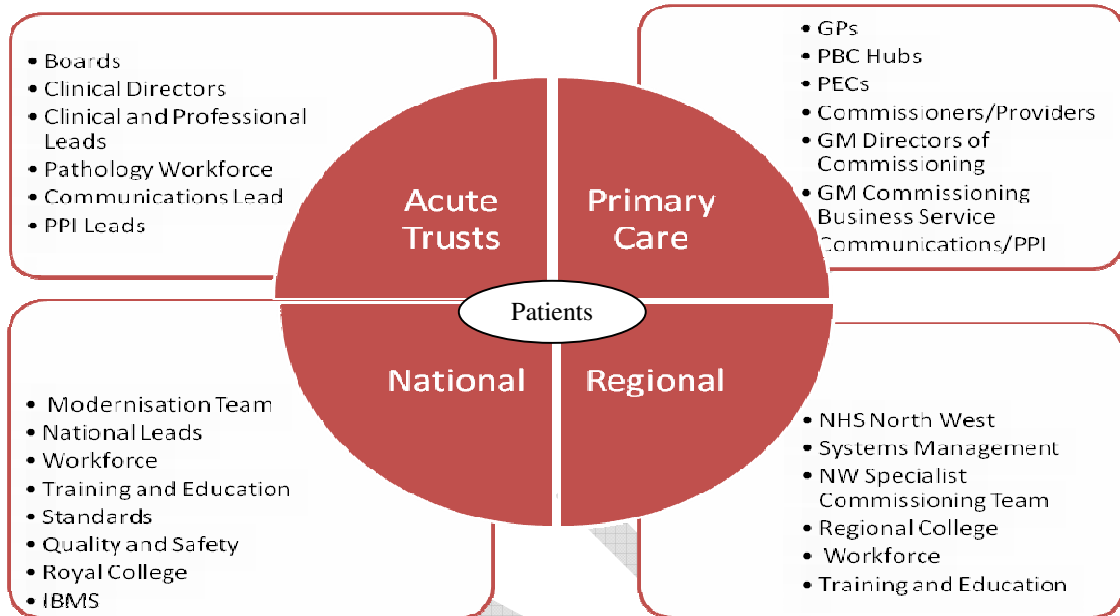 • Boards
• Clinical Directors
• Clinical and Professional
Leads
• Pathology Workforce
• Communications Lead
• PPI Leads
• GPs
• PBC Hubs
• PECs
• Commissioners/Providers
• GM Directors of
Commissioning
• GM Commissioning
Business Service
Communications/PPI
Acute
Trusts
Primary
Care
Patients
National
Regional
• Modernisation Team
• National Leads
• Workforce
• Training and Education
• Standards
• Quality and Safety
• Royal College
• IBMS
• NHS North West
• Systems Management
• NW Specialist
Commissioning Team
• Regional College
• Workforce
• Training and Education